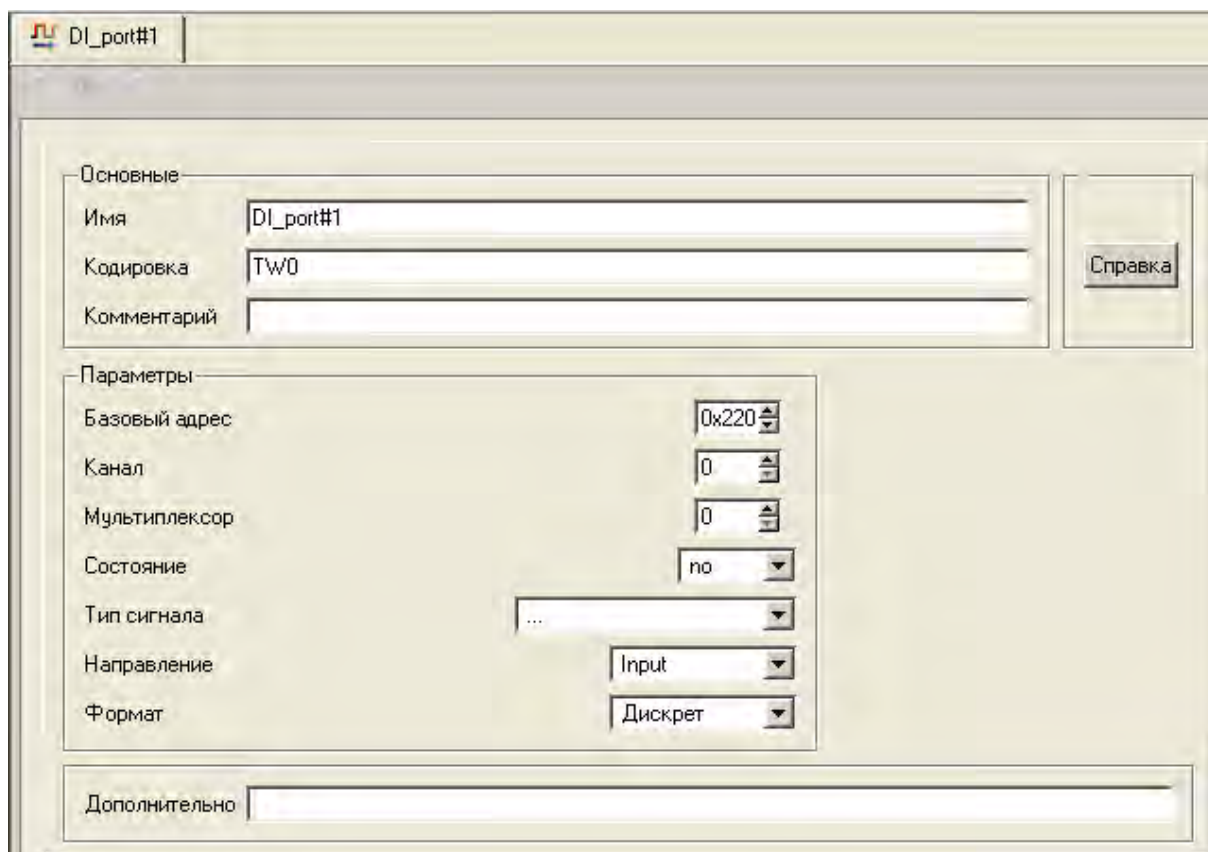 DI_port#1
Основные
Имя DI_port#1
Кодировка TW0
Комментарий
Справка
Параметры
Базовый адрес 0x220
Канал 0
Мультиплексор 0
Состояние no
Тип сигнала ...
Направление Input
Формат Дискрет
Дополнительно